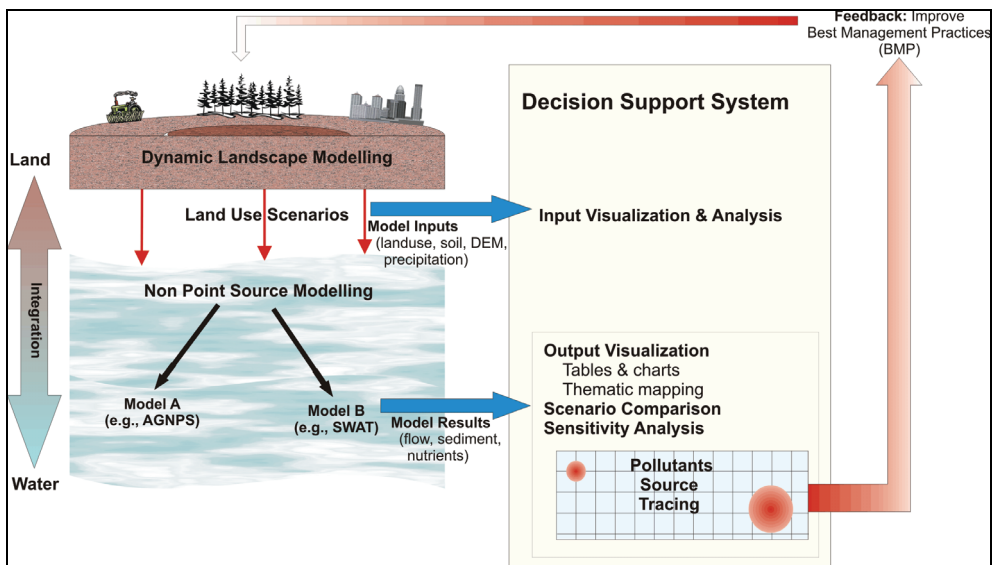 Feedback: Improve
Best Management Practices
(BMP)
Decision Support System
Land
Dynamic Landscape Modelling
Land Use Scenarios
Model Inputs
(landuse, soil, DEM,
precipitation)
Input Visualization & Analysis
Integration
Non Point Source Modelling
Model A
(e.g., AGNPS)
Model B
(e.g., SWAT)
Model Results
(flow, sediment,
nutrients)
Water
Output Visualization
Tables & charts
Thematic mapping
Scenario Comparison
Sensitivity Analysis
Pollutants
Source
Tracing